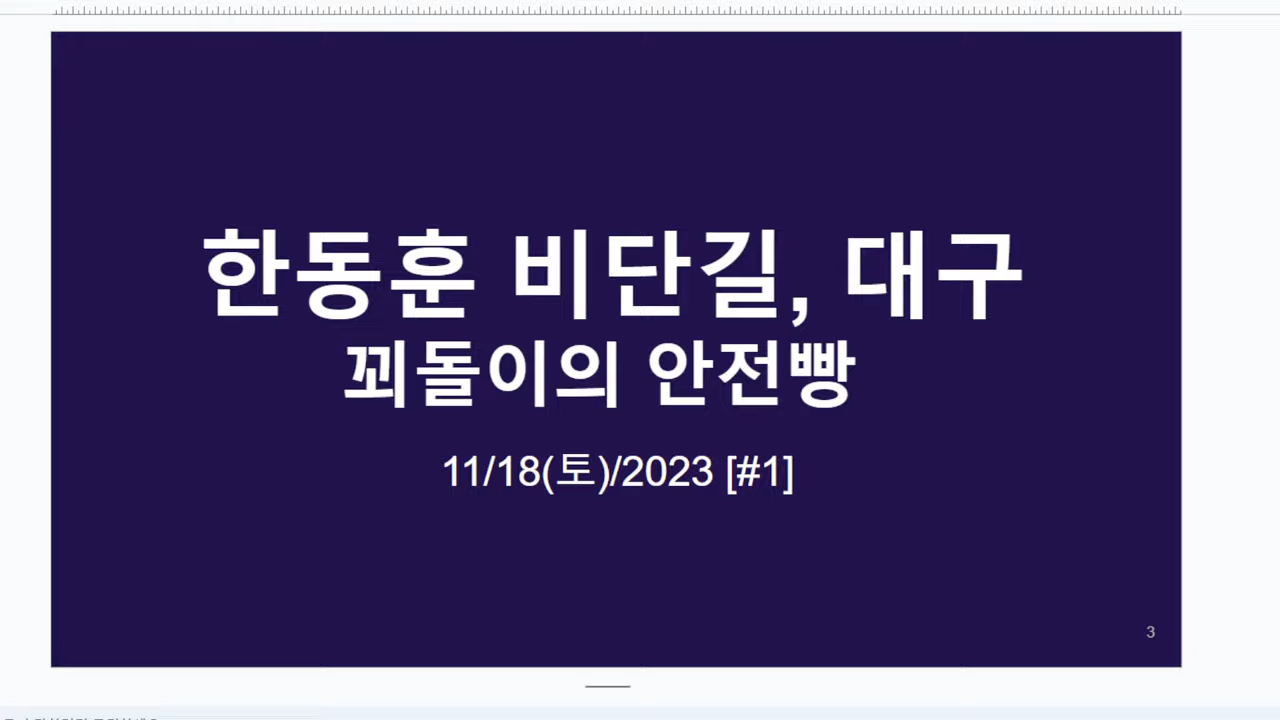 한동훈 비단길, 대구
꾀돌이의 안전빵
11/18(토)/2023 [#1]
3